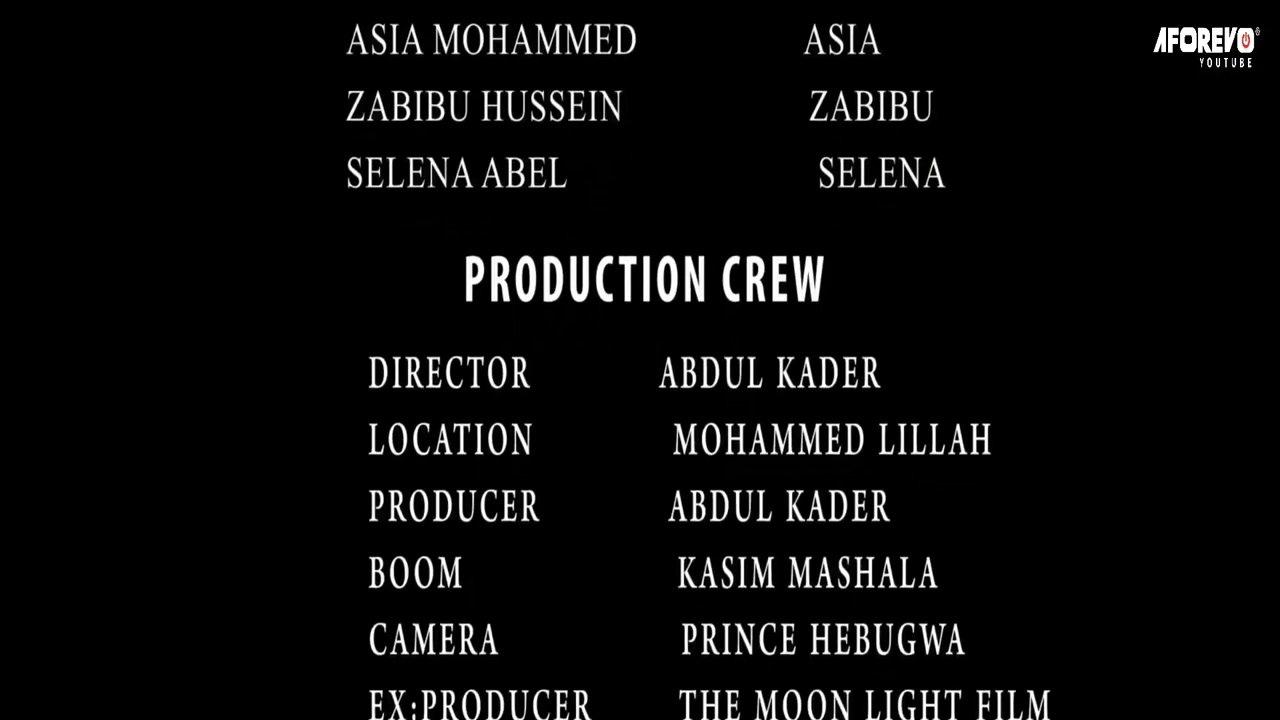 ASIA MOHAMMED ASIA
AFOREVO
YOUTUBE
ZABIBU HUSSEIN ZABIBU
SELENA ABEL SELENA
PRODUCTION CREW
DIRECTOR ABDUL KADER
LOCATION MOHAMMED LILLAH
PRODUCER ABDUL KADER
BOOM KASIM MASHALA
CAMERA PRINCE HEBUGWA
EX:PRODUCER THE MOON LIGHT FILM